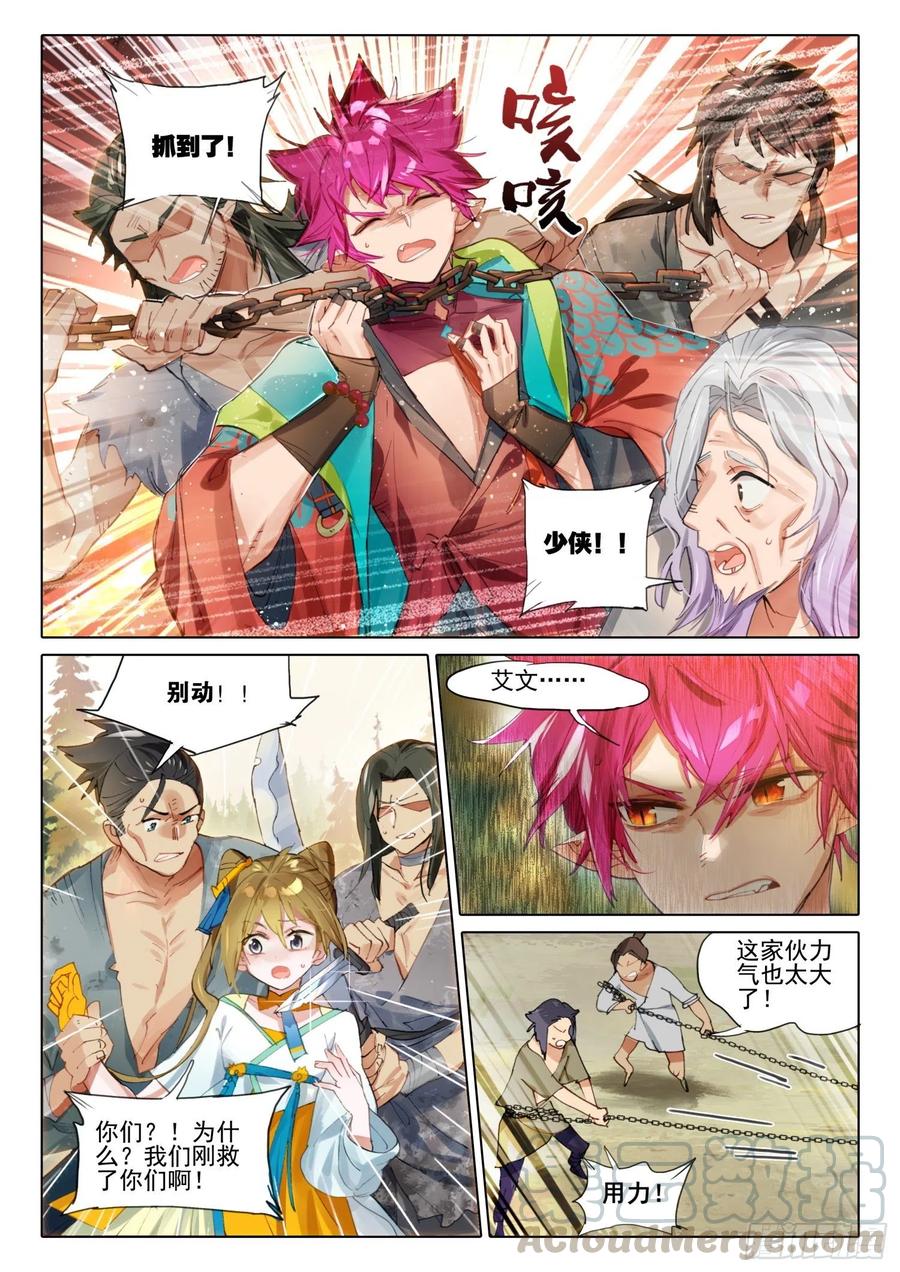 抓到了！
咳
咳
少侠！！
别动！！
艾文……
你们？！为什
么？我们刚救
了你们啊！
这家伙力
气也太大
了！
用力！
AcloudMerge.com